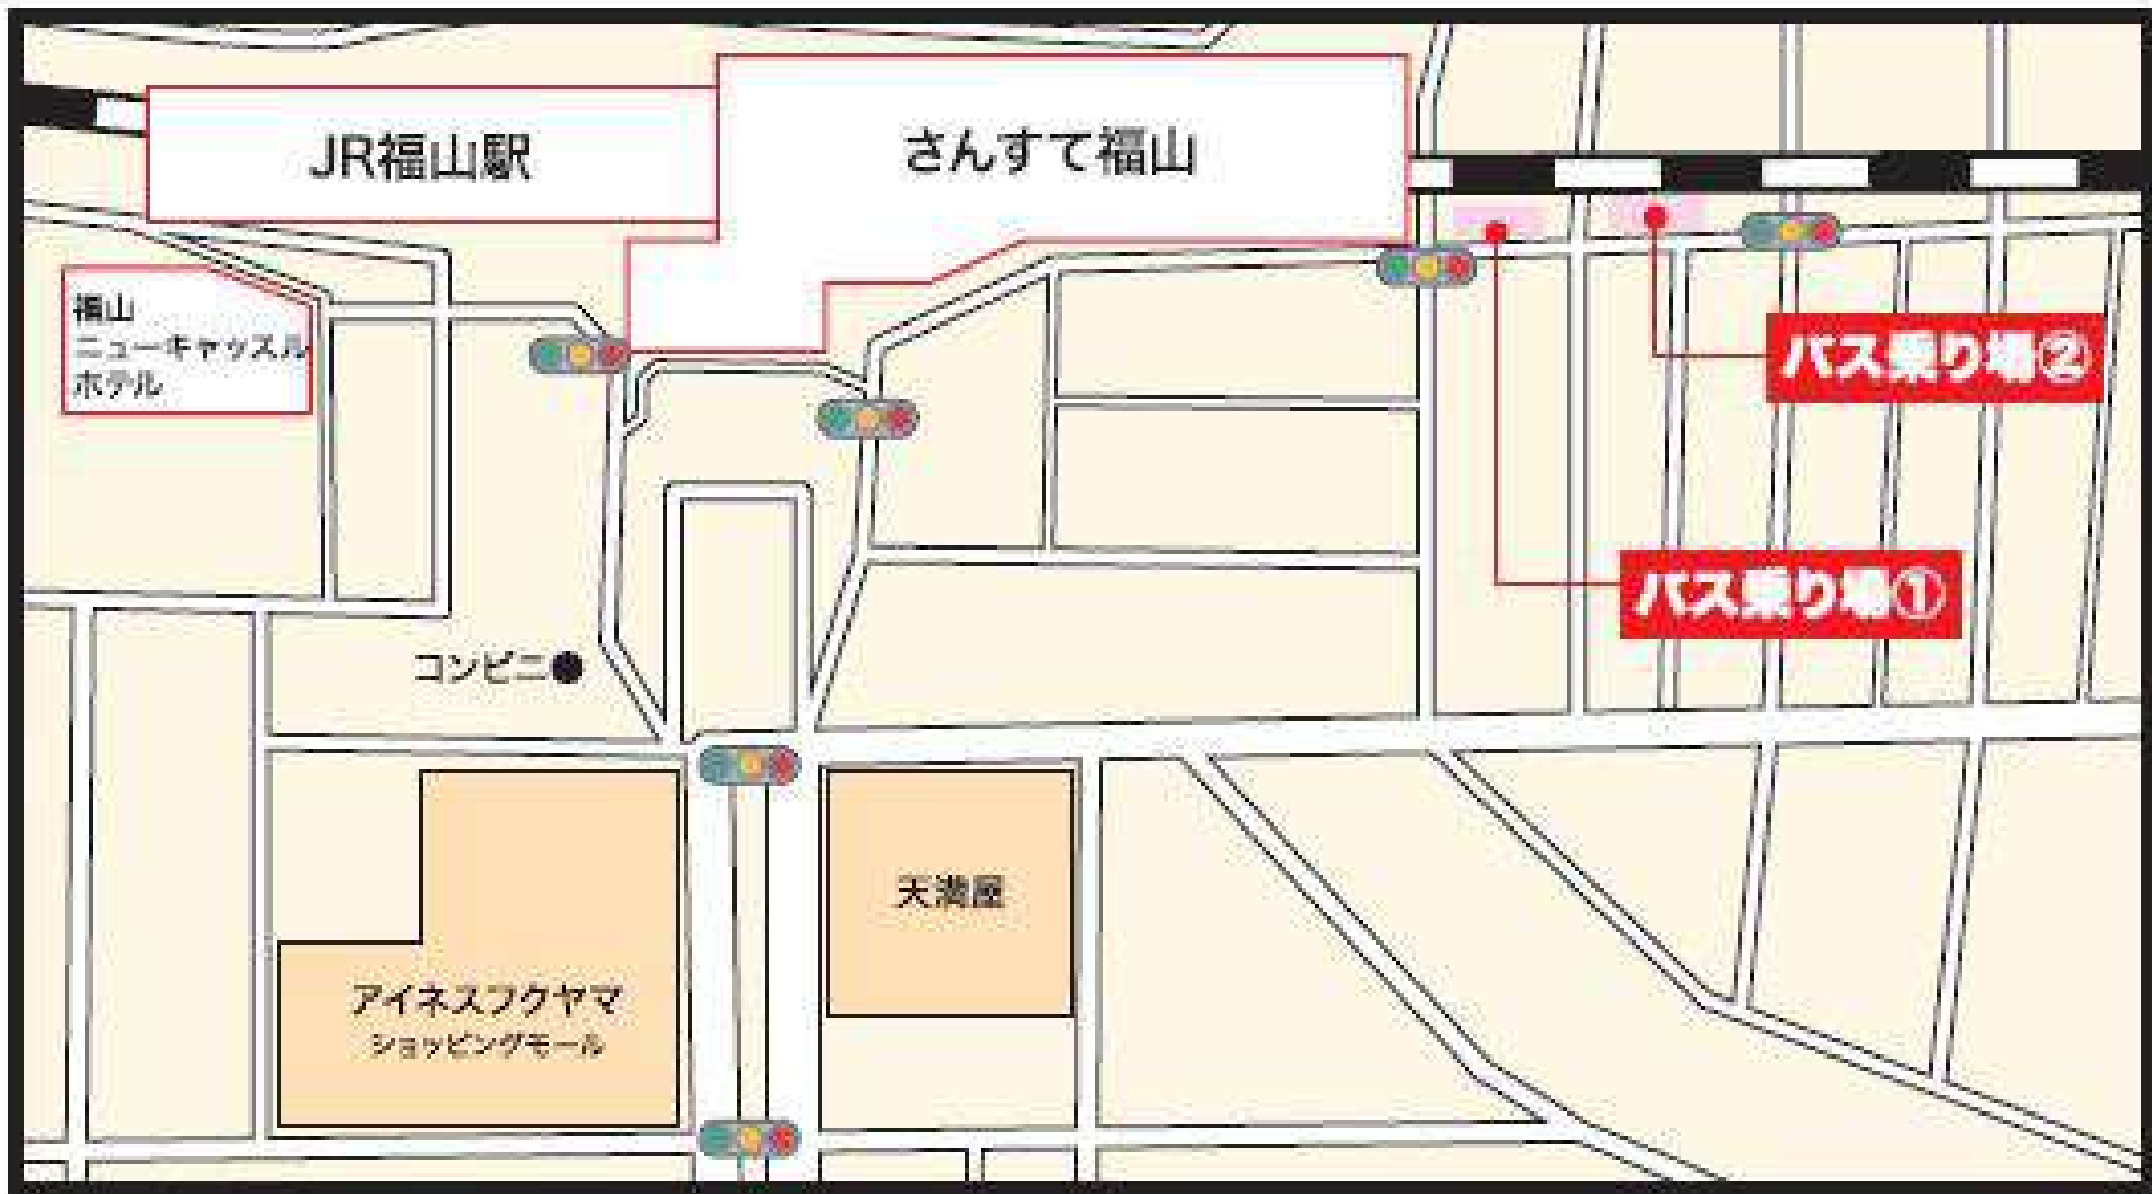 JR福山駅
さんすて福山
福山
ニューキャッスル
ホテル
バス乗り場②
バス乗り場①
コンビニ
天満屋
アイネスフクヤマ
ショッピングモール